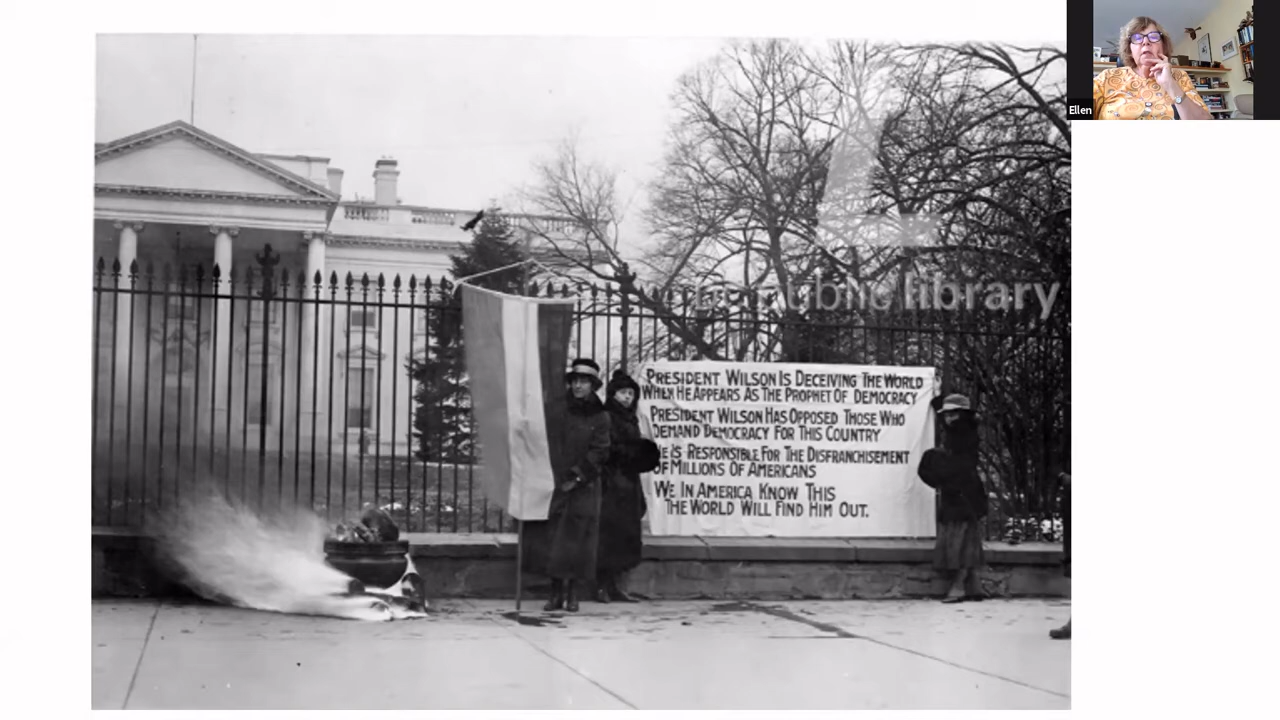 Ellen
public library
PRESIDENT WILSON IS DECEIVING THE WORLD
WHEN HE APPEARS AS THE PROPHET OF DEMOCRACY
PRESIDENT WILSON HAS OPPOSED THOSE WHO
DEMAND DEMOCRACY FOR THIS COUNTRY
HE IS RESPONSIBLE FOR THE DISFRANCHISEMENT
OF MILLIONS OF AMERICANS
WE IN AMERICA KNOW THIS
THE WORLD WILL FIND HIM OUT.